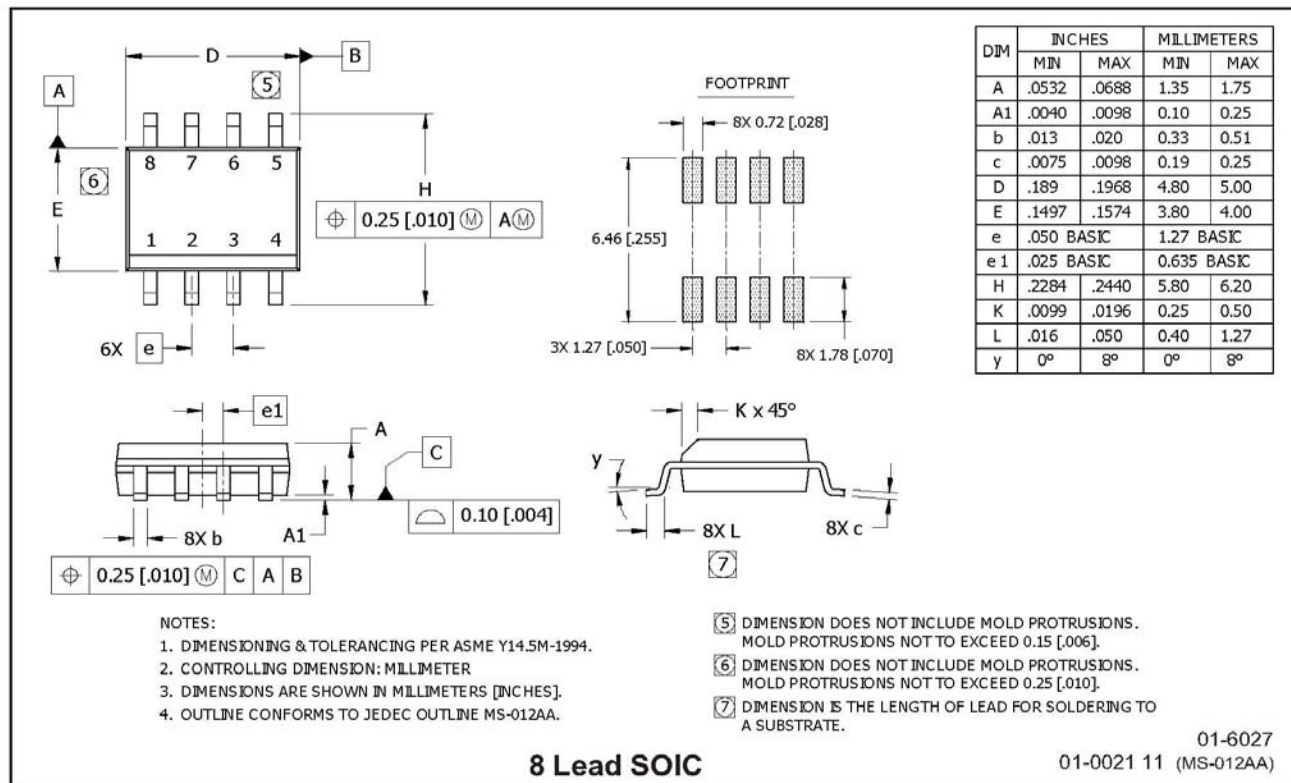 D
B
5
A
8 7 6 5
6
E
H
⌖ 0.25 [.010] Ⓜ A Ⓜ
1 2 3 4
6X e
FOOTPRINT
8X 0.72 [.028]
6.46 [.255]
3X 1.27 [.050]
8X 1.78 [.070]
DIM INCHES MILLIMETERS
MIN MAX MIN MAX
A .0532 .0688 1.35 1.75
A1 .0040 .0098 0.10 0.25
b .013 .020 0.33 0.51
c .0075 .0098 0.19 0.25
D .189 .1968 4.80 5.00
E .1497 .1574 3.80 4.00
e .050 BASIC 1.27 BASIC
e 1 .025 BASIC 0.635 BASIC
H .2284 .2440 5.80 6.20
K .0099 .0196 0.25 0.50
L .016 .050 0.40 1.27
y 0° 8° 0° 8°
e1
A
C
0.10 [.004]
A1
8X b
⌖ 0.25 [.010] Ⓜ C A B
K x 45°
y
8X L
8X c
7
NOTES:
1. DIMENSIONING & TOLERANCING PER ASME Y14.5M-1994.
2. CONTROLLING DIMENSION: MILLIMETER
3. DIMENSIONS ARE SHOWN IN MILLIMETERS [INCHES].
4. OUTLINE CONFORMS TO JEDEC OUTLINE MS-012AA.
5 DIMENSION DOES NOT INCLUDE MOLD PROTRUSIONS.
MOLD PROTRUSIONS NOT TO EXCEED 0.15 [.006].
6 DIMENSION DOES NOT INCLUDE MOLD PROTRUSIONS.
MOLD PROTRUSIONS NOT TO EXCEED 0.25 [.010].
7 DIMENSION IS THE LENGTH OF LEAD FOR SOLDERING TO
A SUBSTRATE.
8 Lead SOIC
01-6027
01-0021 11 (MS-012AA)